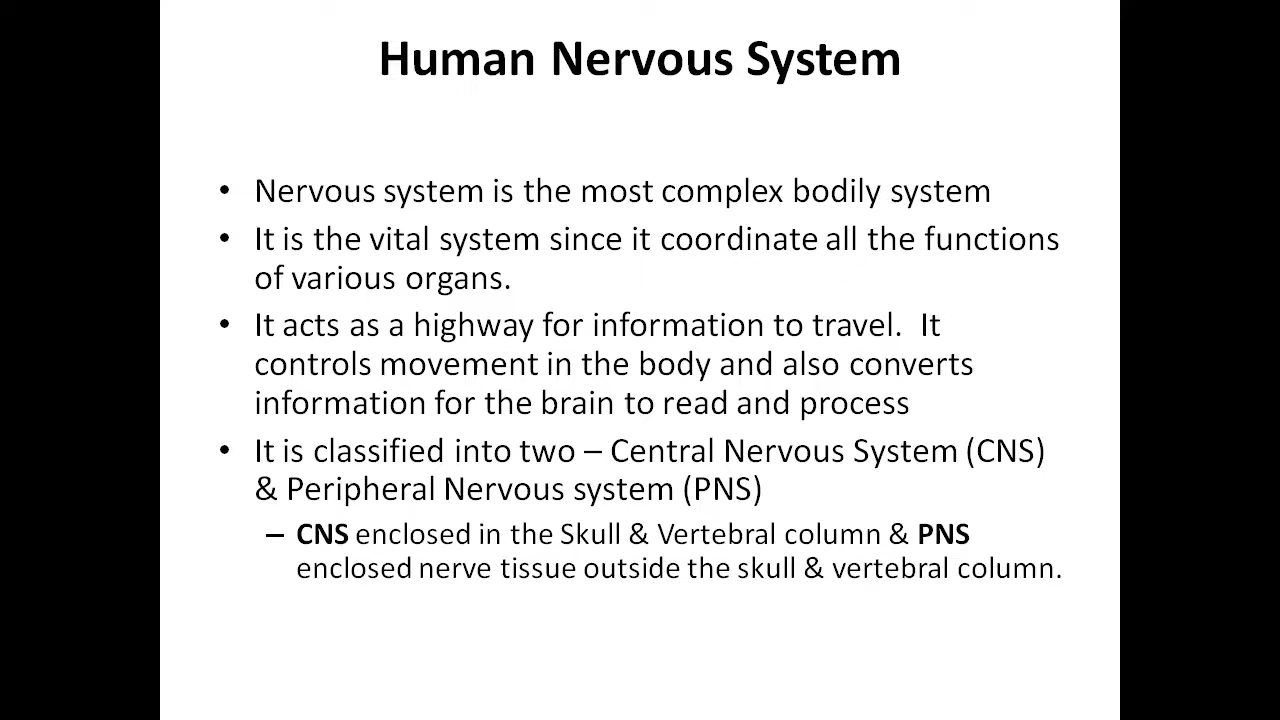 Human Nervous System
• Nervous system is the most complex bodily system
• It is the vital system since it coordinate all the functions
of various organs.
• It acts as a highway for information to travel.  It
controls movement in the body and also converts
information for the brain to read and process
• It is classified into two – Central Nervous System (CNS)
& Peripheral Nervous system (PNS)
– CNS enclosed in the Skull & Vertebral column & PNS
enclosed nerve tissue outside the skull & vertebral column.